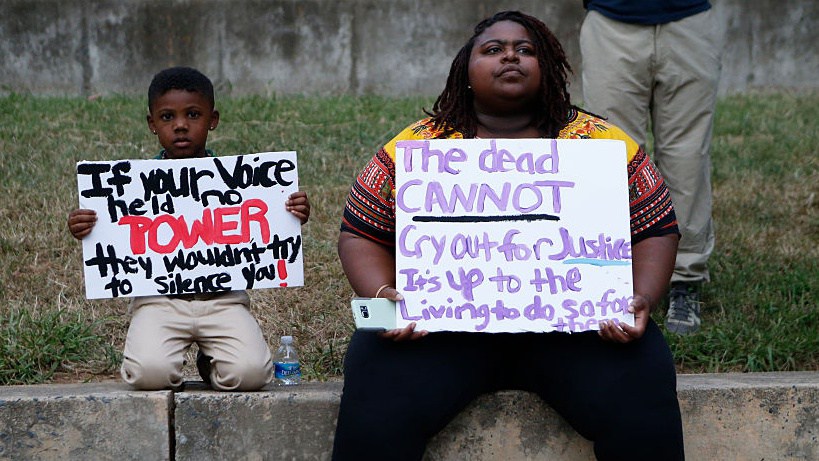 If your Voice
held no
POWER
they wouldn't try
to silence you!
The dead
CANNOT
Cry out for Justice
It's up to the
Living to do so for
them